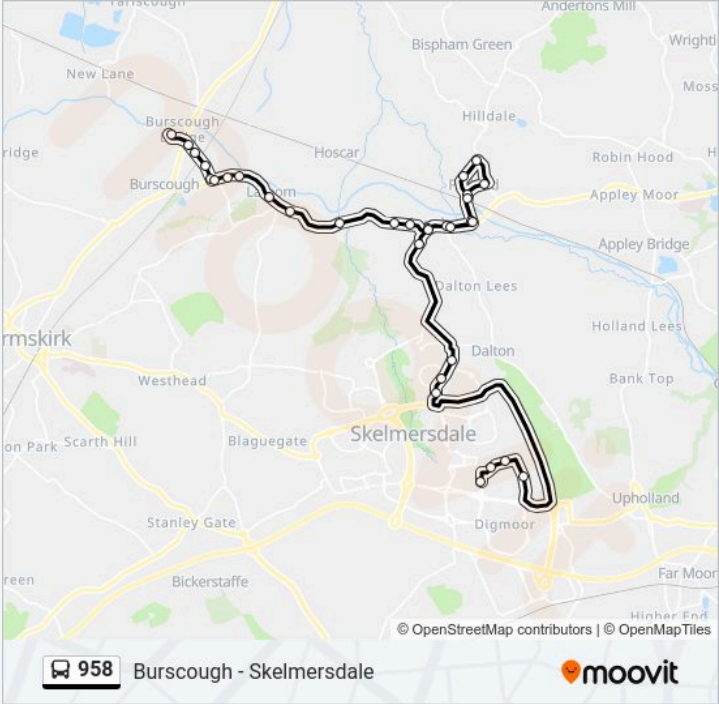 Tariscough
Andertons Mill
Bispham Green
Wrighti
New Lane
Moss
Hilldale
Burscough
ridge
Hoscar
Robin Hood
H
Burscough
Appley Moor
Appley Bridge
Dalton Lees
Holland Lees
rmskirk
Dalton
Bank Top
Westhead
Skelmersdale
on Park
Scarth Hill
Blaguegate
Upholland
Stanley Gate
Digmoor
reen
Bickerstaffe
Far Moor
Higher End
© OpenStreetMap contributors | © OpenMapTiles
958
Burscough - Skelmersdale
moovit